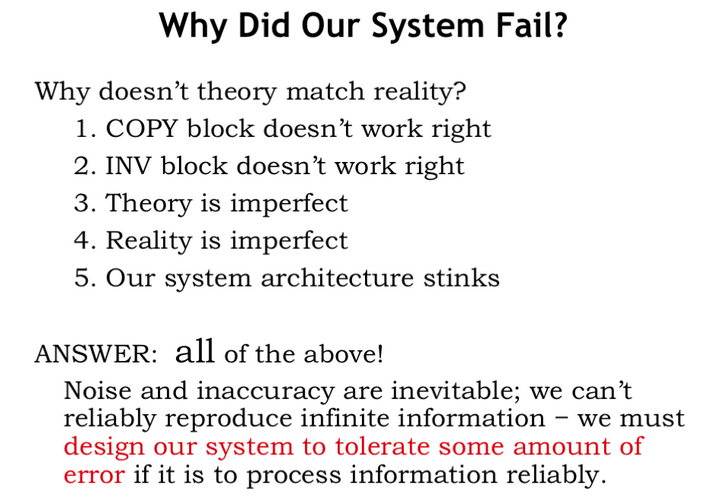 Why Did Our System Fail?
Why doesn’t theory match reality?
1. COPY block doesn’t work right
2. INV block doesn’t work right
3. Theory is imperfect
4. Reality is imperfect
5. Our system architecture stinks
ANSWER: all of the above!
Noise and inaccuracy are inevitable; we can’t
reliably reproduce infinite information – we must
design our system to tolerate some amount of
error if it is to process information reliably.